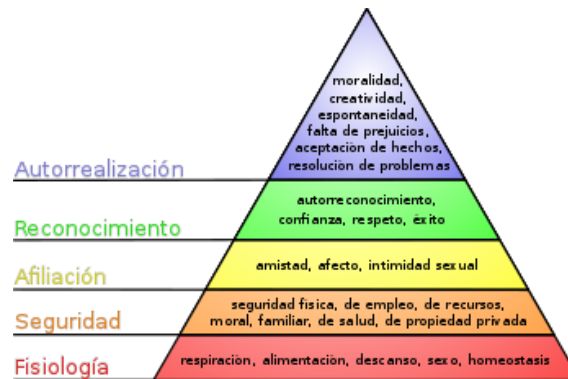 moralidad,
creatividad,
espontaneidad,
falta de prejuicios,
aceptación de hechos,
resolución de problemas
Autorrealización
autorreconocimiento,
confianza, respeto, éxito
Reconocimiento
amistad, afecto, intimidad sexual
Afiliación
seguridad física, de empleo, de recursos,
moral, familiar, de salud, de propiedad privada
Seguridad
respiración, alimentación, descanso, sexo, homeostasis
Fisiología